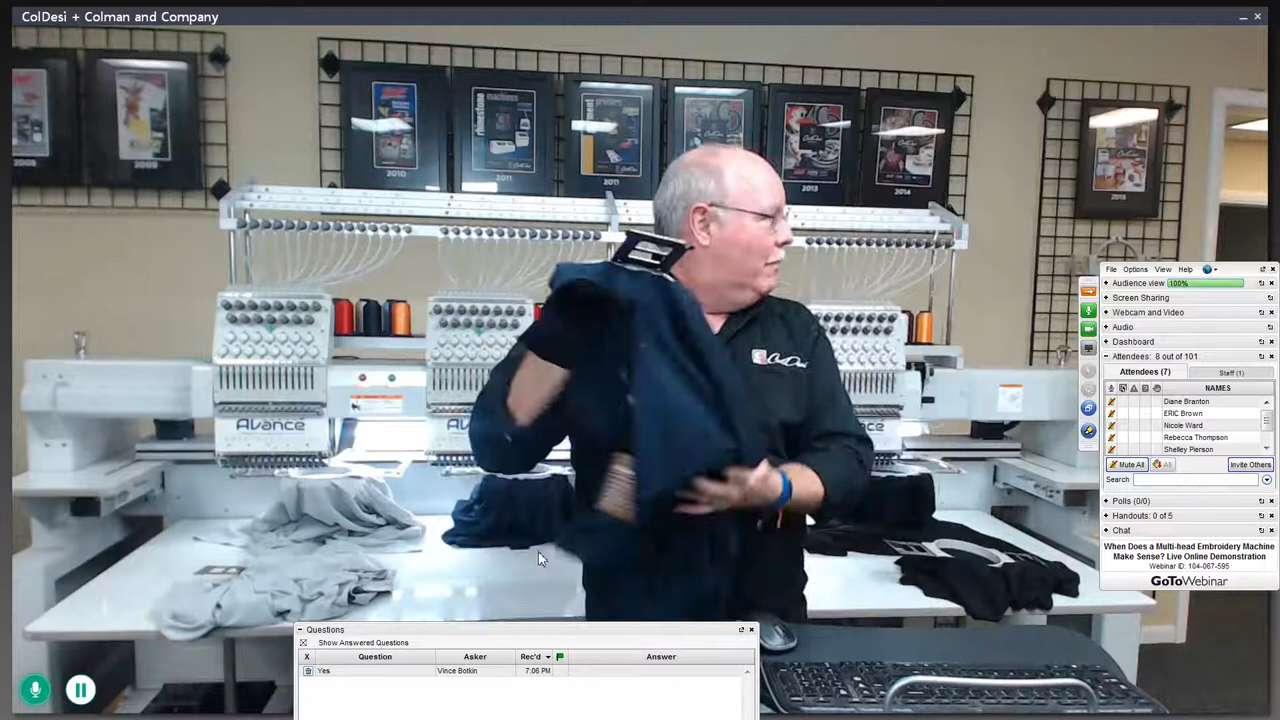 ColDesi + Colman and Company
2009
2010
2011
2011
2013
2014
ColDesi
Avance
File Options View Help
Audience view 100%
Screen Sharing
Webcam and Video
Audio
Dashboard
Attendees: 8 out of 101
Attendees (7) Staff (1)
NAMES
Diane Branton
ERIC Brown
Nicole Ward
Rebecca Thompson
Shelley Pierson
Mute All All Invite Others
Search
Polls (0/0)
Handouts: 0 of 5
Chat
When Does a Multi-head Embroidery Machine
Make Sense? Live Online Demonstration
Webinar ID: 104-067-595
GoToWebinar
Questions
Show Answered Questions
X Question Asker Rec'd Answer
Yes Vince Botkin 7:06 PM